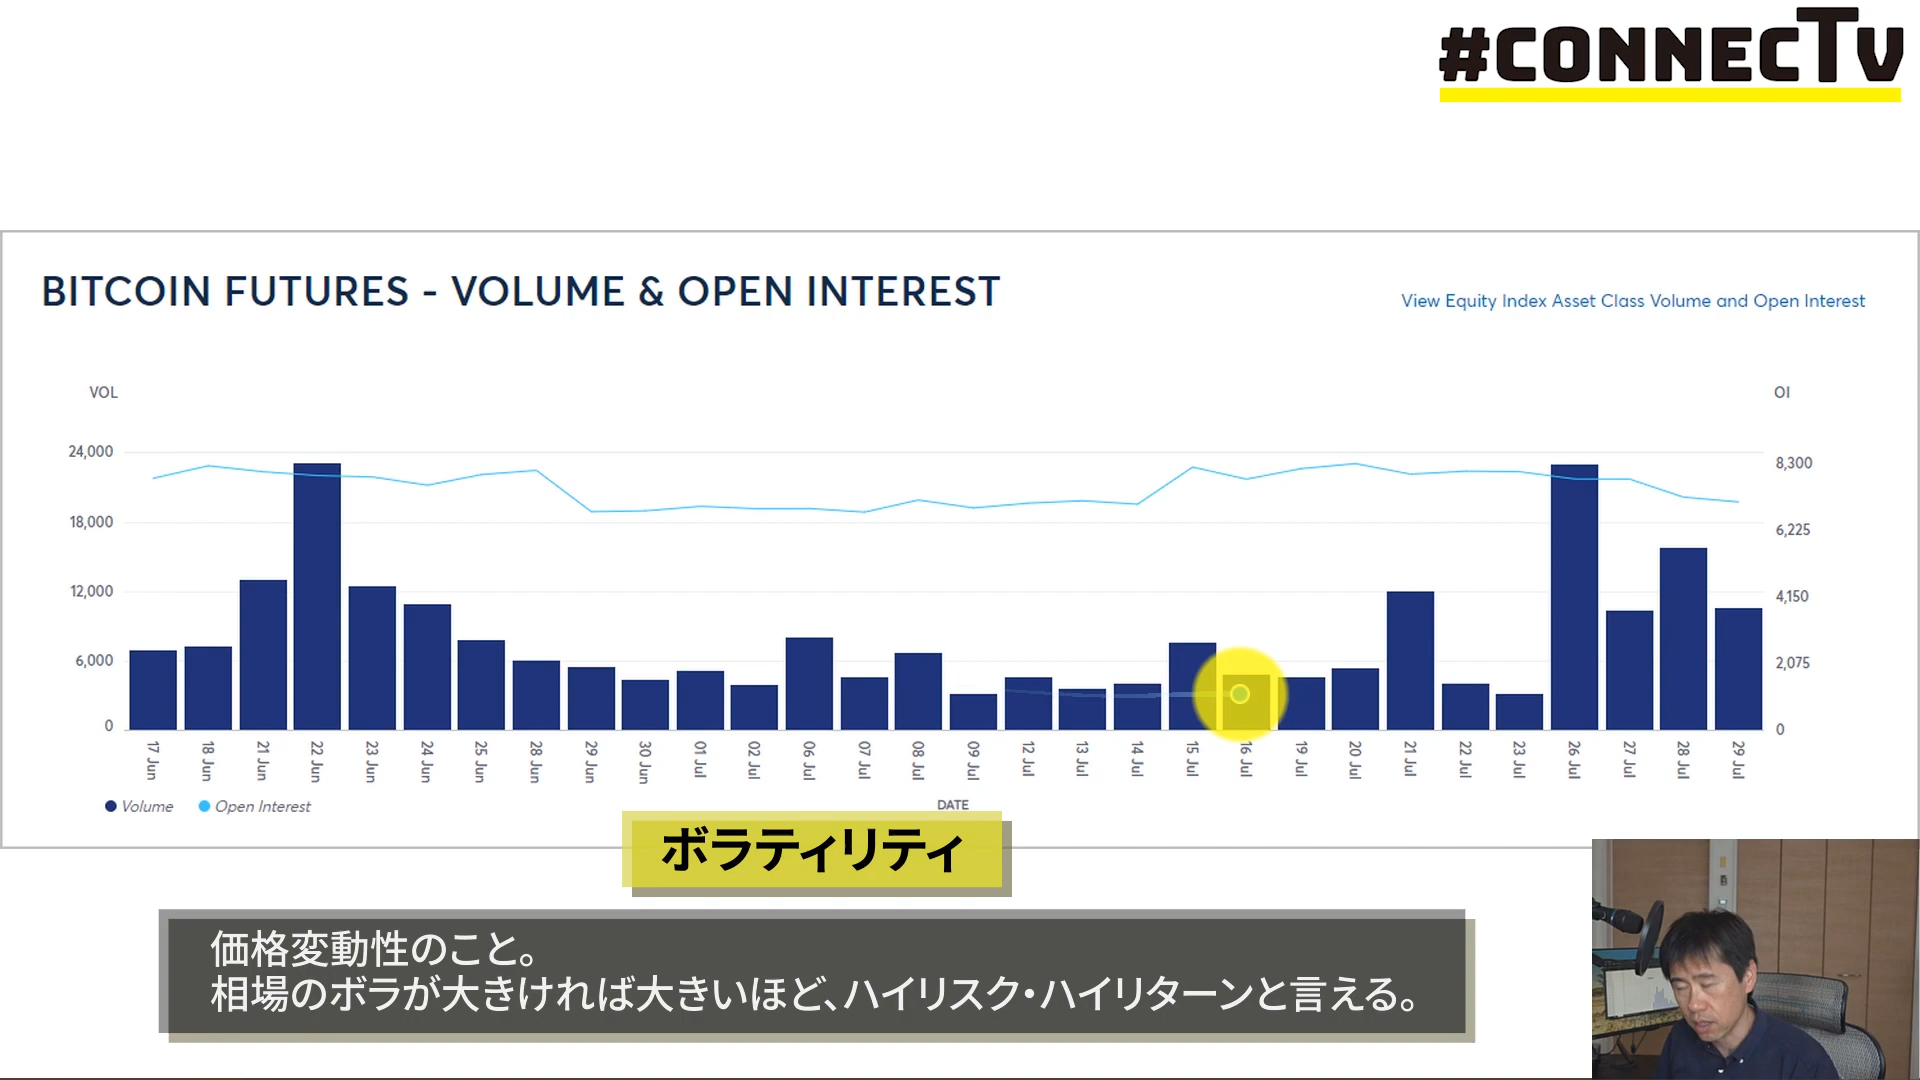 #CONNECTV
BITCOIN FUTURES - VOLUME & OPEN INTEREST
View Equity Index Asset Class Volume and Open Interest
VOL
OI
24,000
18,000
12,000
6,000
0
8,300
6,225
4,150
2,075
0
17 Jun
18 Jun
21 Jun
22 Jun
23 Jun
24 Jun
25 Jun
28 Jun
29 Jun
30 Jun
01 Jul
02 Jul
06 Jul
07 Jul
08 Jul
09 Jul
12 Jul
13 Jul
14 Jul
15 Jul
16 Jul
19 Jul
20 Jul
21 Jul
22 Jul
23 Jul
26 Jul
27 Jul
28 Jul
29 Jul
Volume
Open Interest
DATE
ボラティリティ
価格変動性のこと。
相場のボラが大きければ大きいほど、ハイリスク・ハイリターンと言える。